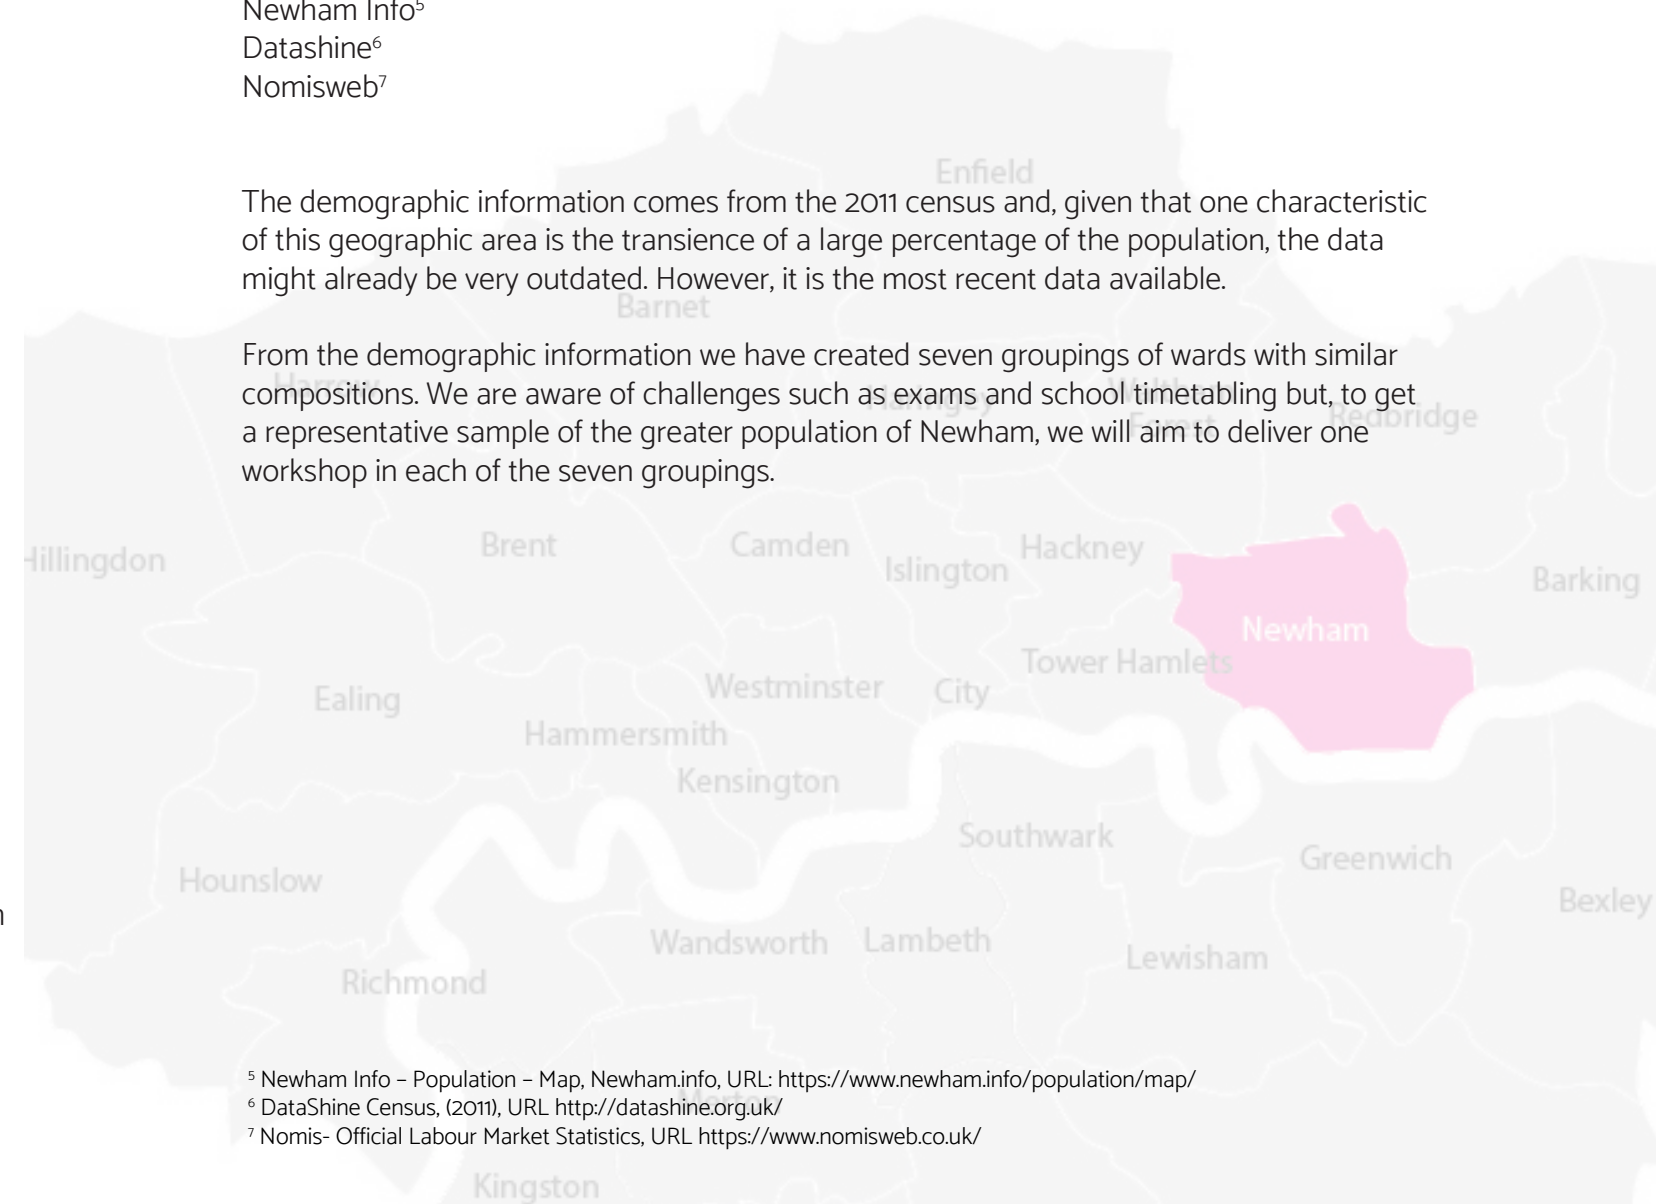 Newham Info⁵
Datashine⁶
Nomisweb⁷
Enfield
The demographic information comes from the 2011 census and, given that one characteristic
of this geographic area is the transience of a large percentage of the population, the data
might already be very outdated. However, it is the most recent data available.
Barnet
From the demographic information we have created seven groupings of wards with similar
Harrow
Haringey
Waltham
Forest
Redbridge
compositions. We are aware of challenges such as exams and school timetabling but, to get
a representative sample of the greater population of Newham, we will aim to deliver one
workshop in each of the seven groupings.
Hillingdon
Brent
Camden
Islington
Hackney
Barking
Newham
Tower Hamlets
Ealing
Westminster
City
Hammersmith
Kensington
Southwark
Greenwich
Hounslow
Bexley
n
Wandsworth
Lambeth
Lewisham
Richmond
⁵ Newham Info – Population – Map, Newham.info, URL: https://www.newham.info/population/map/
Merton
⁶ DataShine Census, (2011), URL http://datashine.org.uk/
⁷ Nomis- Official Labour Market Statistics, URL https://www.nomisweb.co.uk/
Kingston